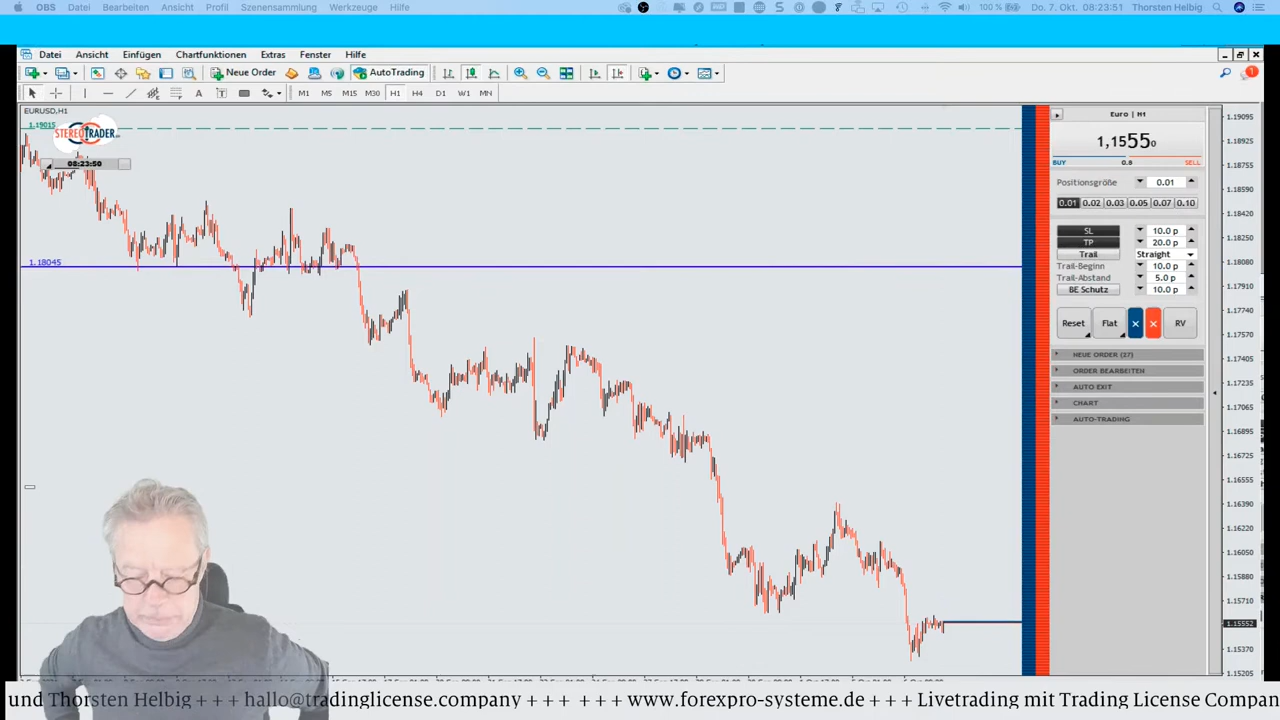 OBS Datei Bearbeiten Ansicht Profil Szenensammlung Werkzeuge Hilfe 100 % Do. 7. Okt. 08:23:51 Thorsten Helbig
Datei Ansicht Einfügen Chartfunktionen Extras Fenster Hilfe
Neue Order AutoTrading 1
A T M1 M5 M15 M30 H1 H4 D1 W1 MN
EURUSD,H1
1.19015
STEREOTRADER
08:23:50
1.18045
Euro | H1
1,15550
BUY 0.8 SELL
Positionsgröße 0.01
0.01 0.02 0.03 0.05 0.07 0.10
SL 10.0 p
TP 20.0 p
Trail Straight
Trail-Beginn 10.0 p
Trail-Abstand 5.0 p
BE Schutz 10.0 p
Reset Flat × × RV
NEUE ORDER (27)
ORDER BEARBEITEN
AUTO EXIT
CHART
AUTO-TRADING
1.19095
1.18925
1.18755
1.18590
1.18420
1.18250
1.18080
1.17910
1.17740
1.17570
1.17405
1.17235
1.17065
1.16895
1.16725
1.16555
1.16390
1.16220
1.16050
1.15880
1.15710
1.15552
1.15370
1.15205
und Thorsten Helbig + + + hallo@tradinglicense.company + + + + + + www.forexpro-systeme.de + + + Livetrading mit Trading License Compan